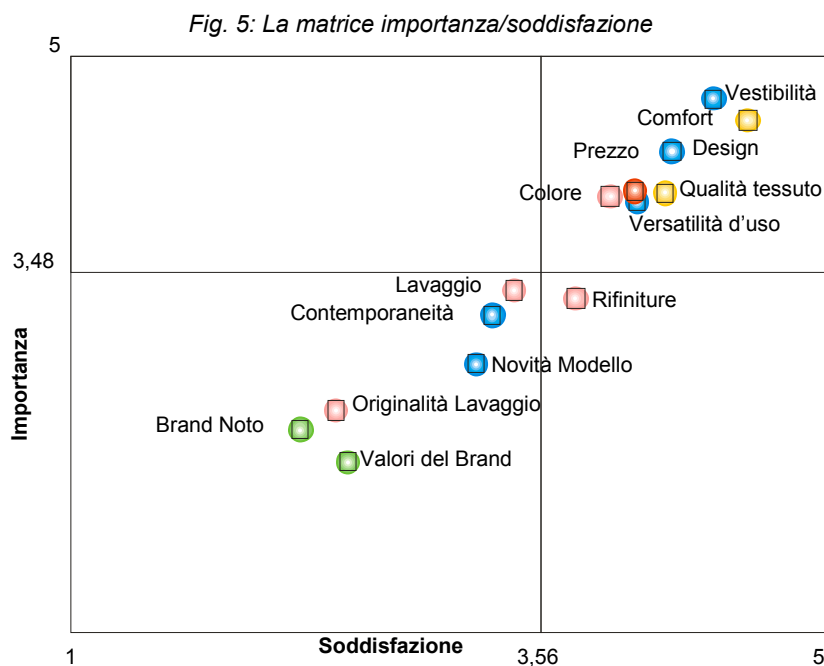 Fig. 5: La matrice importanza/soddisfazione
5
Vestibilità
Comfort
Prezzo
Design
Colore
Qualità tessuto
Versatilità d’uso
3,48
Lavaggio
Rifiniture
Contemporaneità
Novità Modello
Originalità Lavaggio
Brand Noto
Valori del Brand
Importanza
Soddisfazione
1
3,56
5